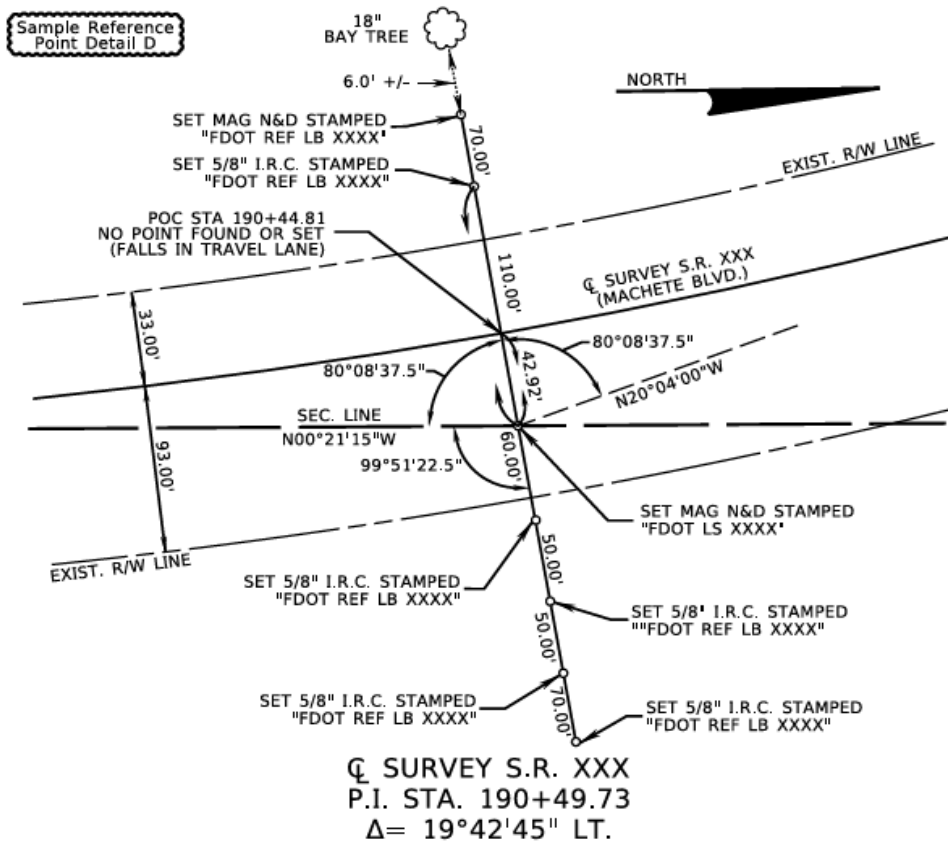 Sample Reference
Point Detail D
18"
BAY TREE
6.0' +/-
NORTH
SET MAG N&D STAMPED
"FDOT REF LB XXXX'
70.00'
SET 5/8" I.R.C. STAMPED
"FDOT REF LB XXXX"
EXIST. R/W LINE
POC STA 190+44.81
NO POINT FOUND OR SET
(FALLS IN TRAVEL LANE)
110.00'
℄ SURVEY S.R. XXX
(MACHETE BLVD.)
33.00'
80°08'37.5"
42.92'
80°08'37.5"
N20°04'00"W
SEC. LINE
N00°21'15"W
93.00'
99°51'22.5"
60.00'
SET MAG N&D STAMPED
"FDOT LS XXXX'
EXIST. R/W LINE
SET 5/8" I.R.C. STAMPED
"FDOT REF LB XXXX"
50.00'
SET 5/8' I.R.C. STAMPED
""FDOT REF LB XXXX"
50.00'
SET 5/8" I.R.C. STAMPED
"FDOT REF LB XXXX"
70.00'
SET 5/8" I.R.C. STAMPED
"FDOT REF LB XXXX"
℄ SURVEY S.R. XXX
P.I. STA. 190+49.73
Δ= 19°42'45" LT.